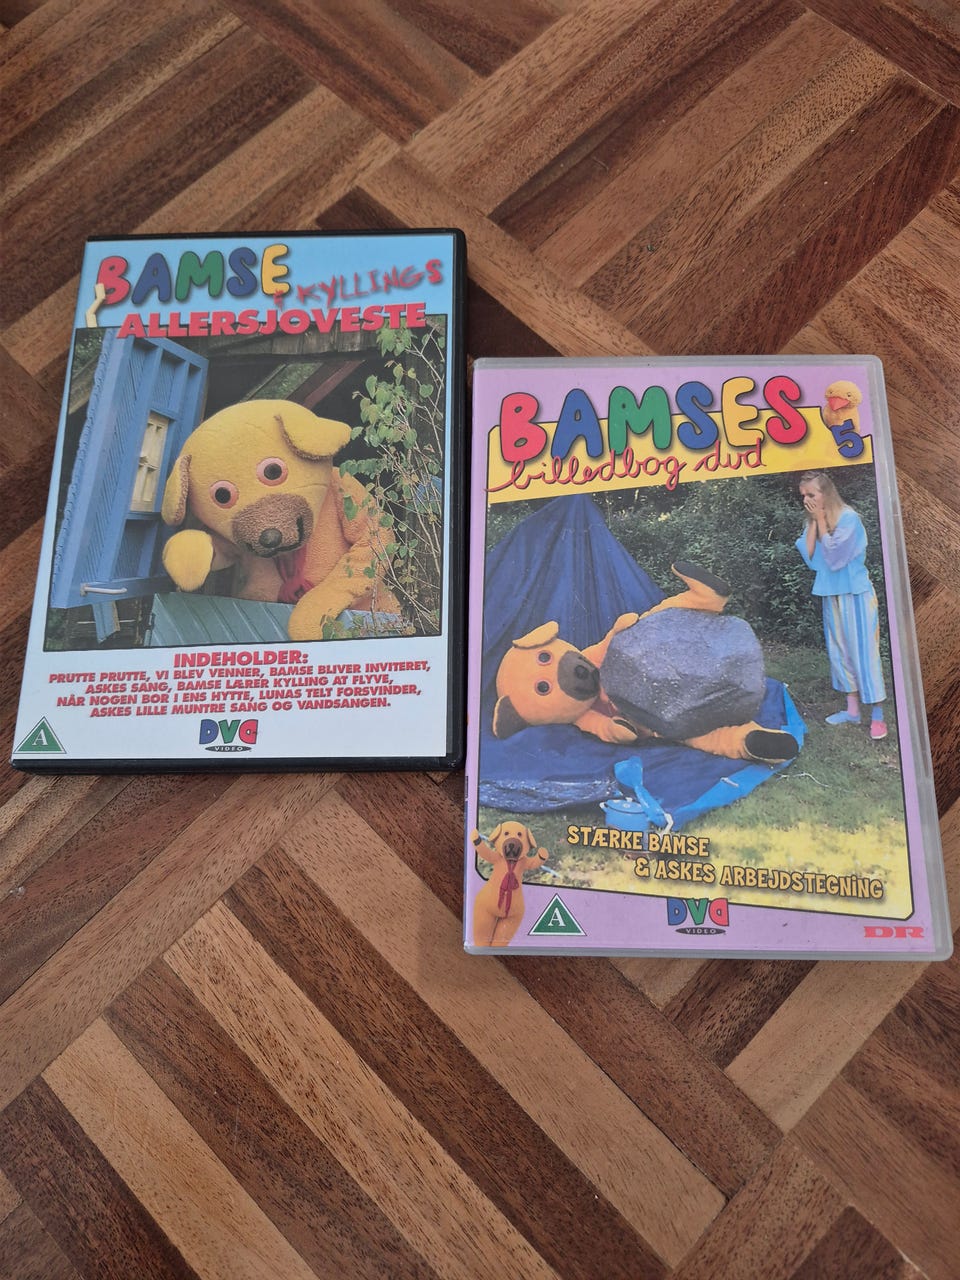 BAMSE
& KYLLINGS
ALLERSJOVESTE
INDEHOLDER:
PRUTTE PRUTTE, VI BLEV VENNER, BAMSE BLIVER INVITERET,
ASKES SANG, BAMSE LÆRER KYLLING AT FLYVE,
NÅR NOGEN BOR I ENS HYTTE, LUNAS TELT FORSVINDER,
ASKES LILLE MUNTRE SANG OG VANDSANGEN.
A
DVD
VIDEO
BAMSES
billedbog dvd
5
STÆRKE BAMSE
& ASKES ARBEJDSTEGNING
A
DVD
VIDEO
DR